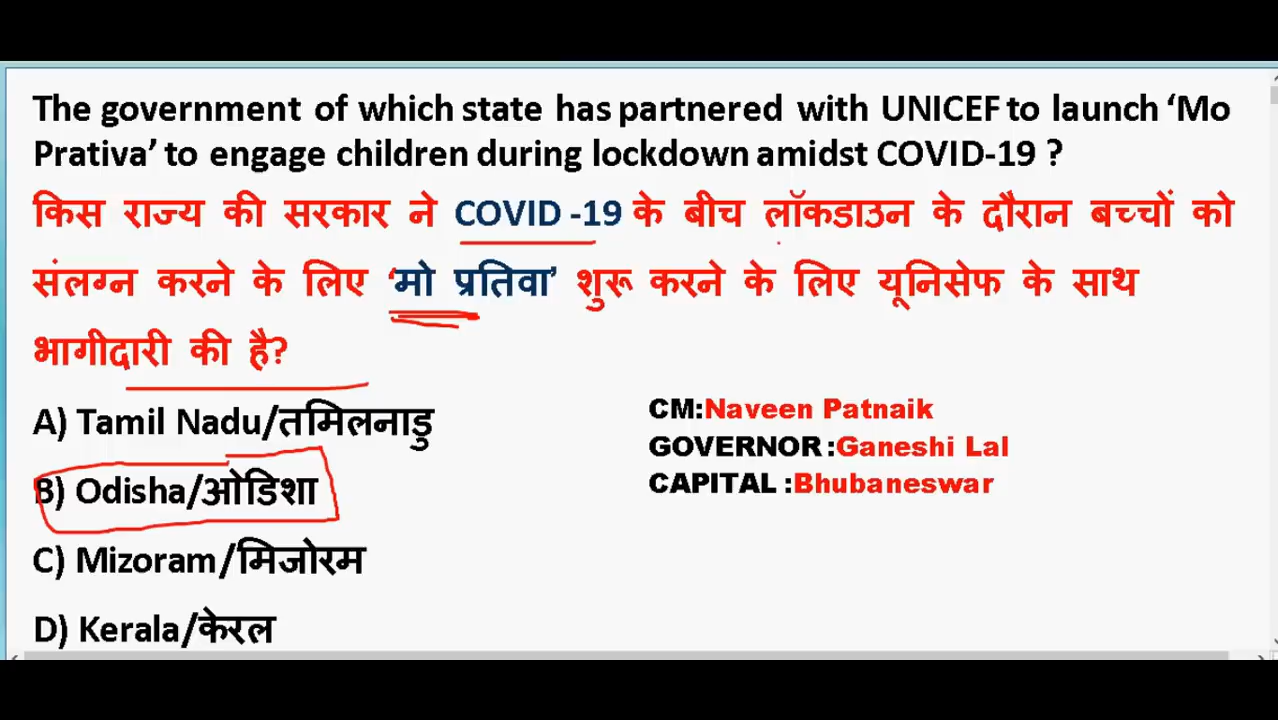 The government of which state has partnered with UNICEF to launch ‘Mo
Prativa’ to engage children during lockdown amidst COVID-19 ?
किस राज्य की सरकार ने COVID -19 के बीच लॉकडाउन के दौरान बच्चों को
संलग्न करने के लिए ‘मो प्रतिवा’ शुरू करने के लिए यूनिसेफ के साथ
भागीदारी की है?
A) Tamil Nadu/तमिलनाडु
B) Odisha/ओडिशा
C) Mizoram/मिजोरम
D) Kerala/केरल
CM:Naveen Patnaik
GOVERNOR :Ganeshi Lal
CAPITAL :Bhubaneswar